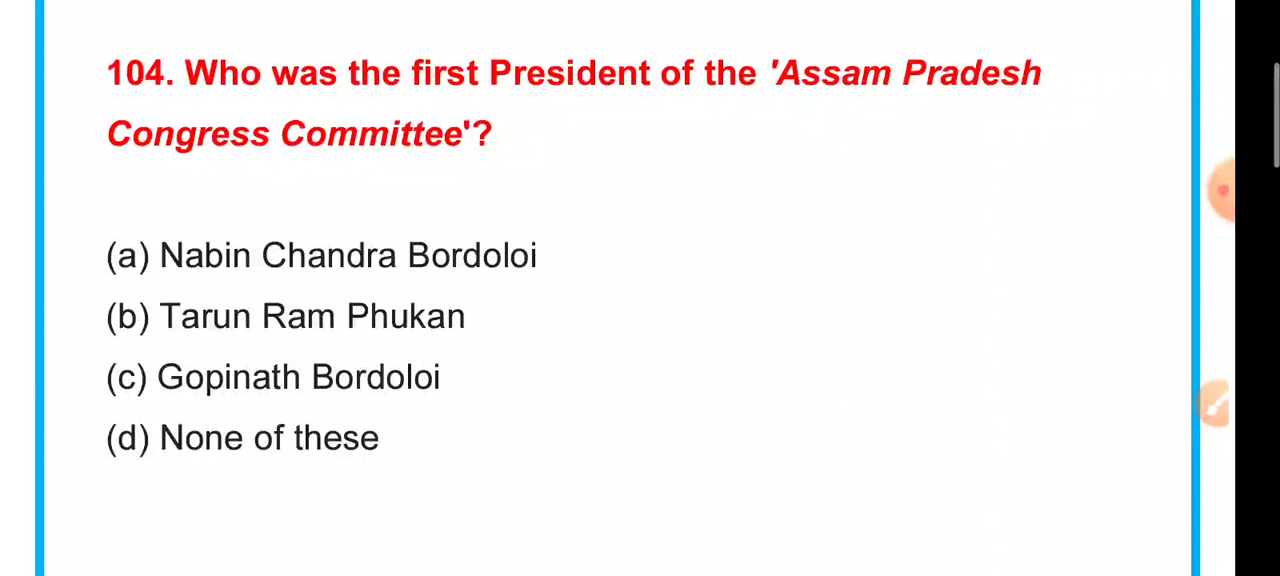 104. Who was the first President of the 'Assam Pradesh
Congress Committee'?
(a) Nabin Chandra Bordoloi
(b) Tarun Ram Phukan
(c) Gopinath Bordoloi
(d) None of these